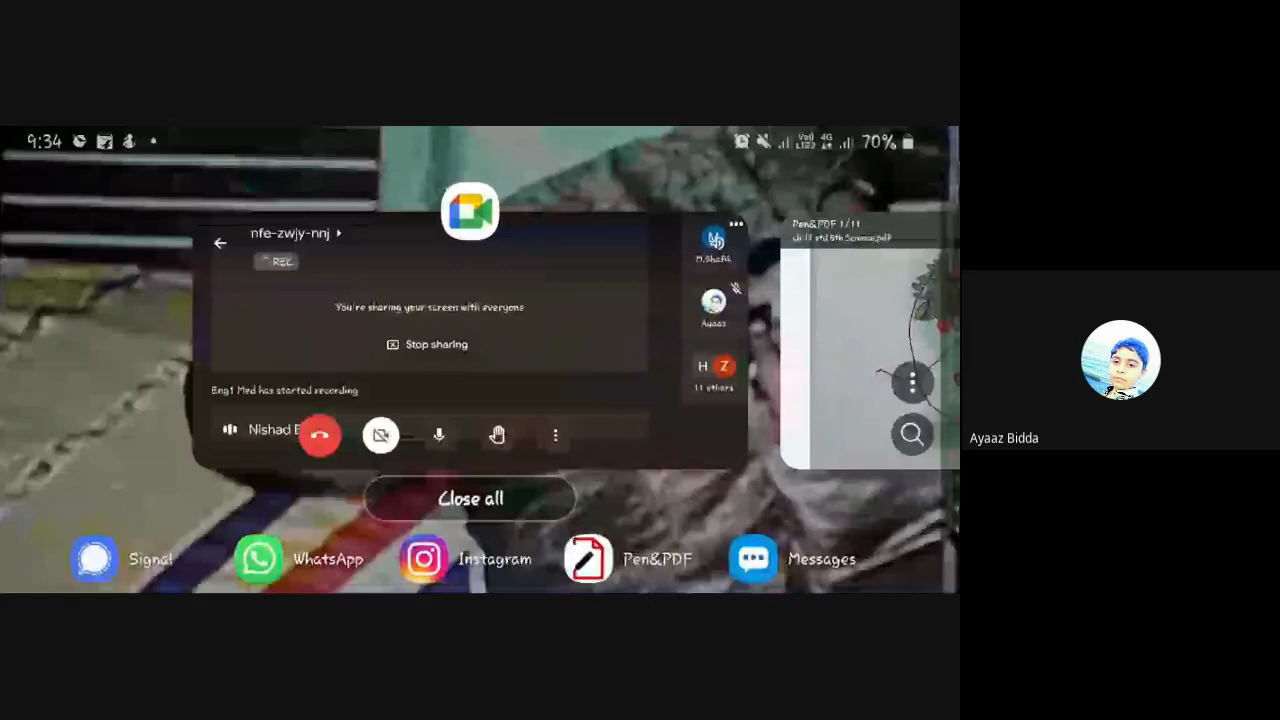 9:34
70%
nfe-zwjy-nnj
REC
You're sharing your screen with everyone
Stop sharing
Eng1 Med has started recording
Nishad
M.Shafik
Ayaaz
H Z
11 others
Pen&PDF 1/11
Close all
Signal
WhatsApp
Instagram
Pen&PDF
Messages
Ayaaz Bidda